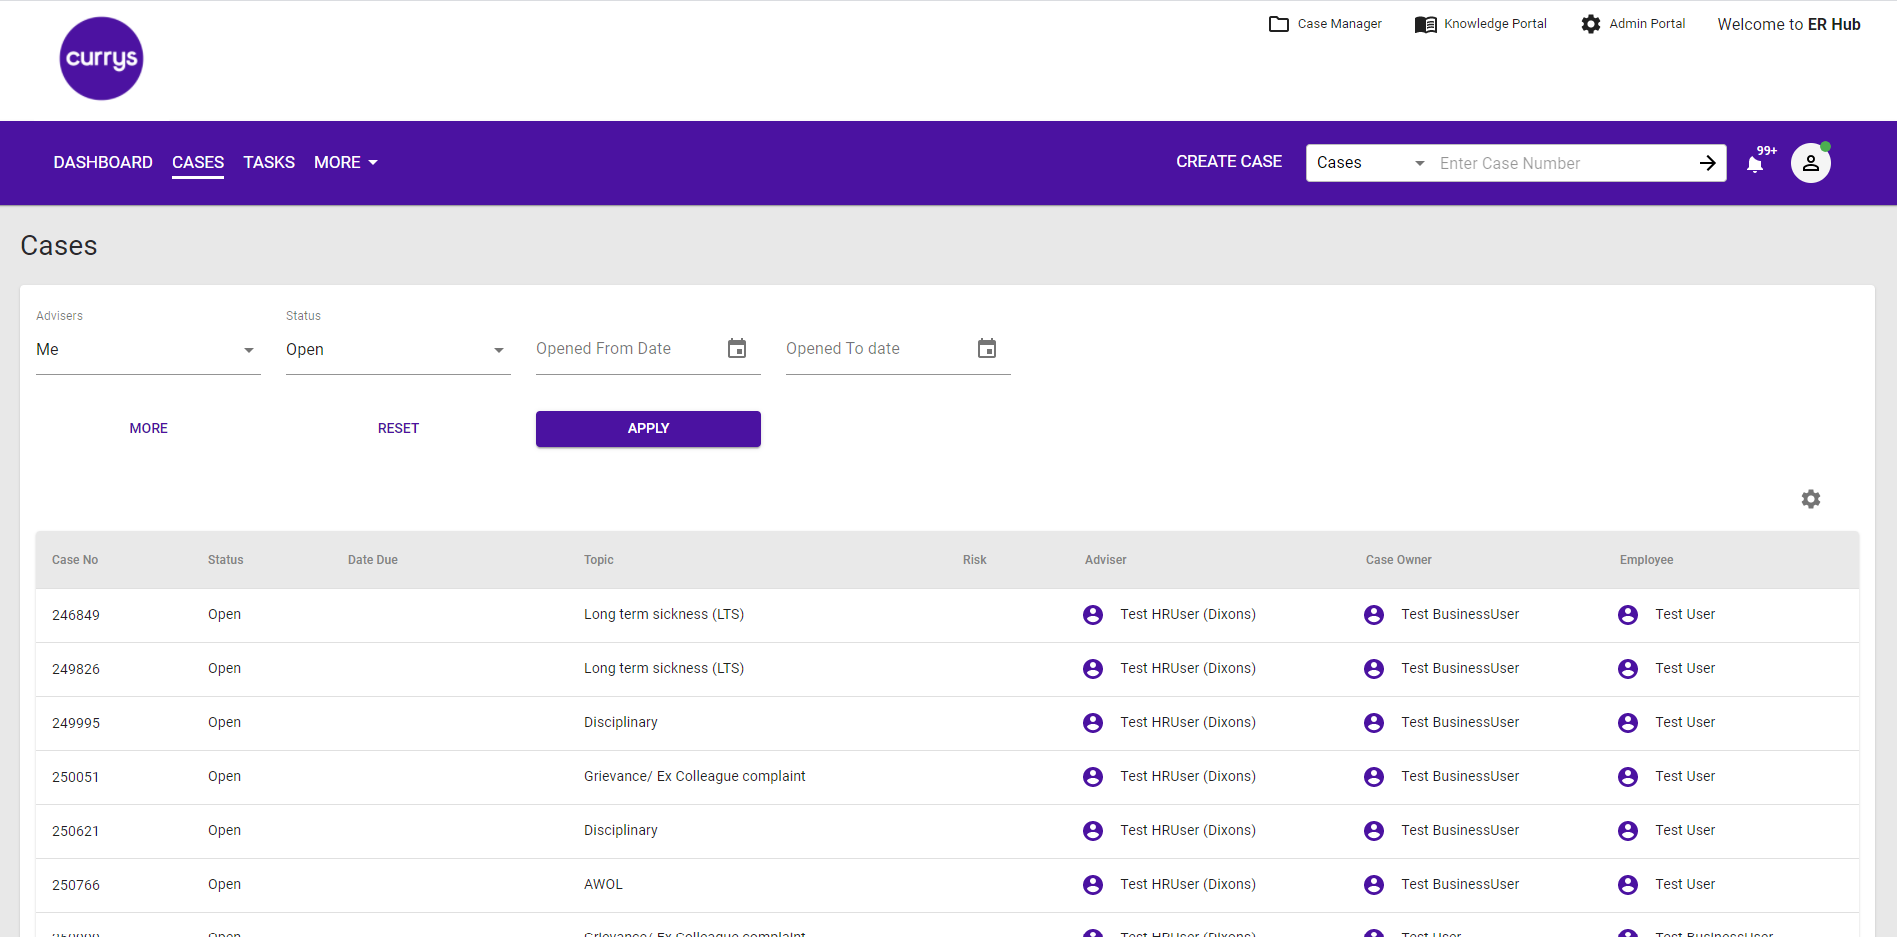 currys
Case Manager
Knowledge Portal
Admin Portal
Welcome to ER Hub
DASHBOARD CASES TASKS MORE
CREATE CASE
Cases
Enter Case Number
99+
Cases
Advisers
Status
Me
Open
Opened From Date
Opened To date
MORE
RESET
APPLY
Case No Status Date Due Topic Risk Adviser Case Owner Employee
246849 Open Long term sickness (LTS) Test HRUser (Dixons) Test BusinessUser Test User
249826 Open Long term sickness (LTS) Test HRUser (Dixons) Test BusinessUser Test User
249995 Open Disciplinary Test HRUser (Dixons) Test BusinessUser Test User
250051 Open Grievance/ Ex Colleague complaint Test HRUser (Dixons) Test BusinessUser Test User
250621 Open Disciplinary Test HRUser (Dixons) Test BusinessUser Test User
250766 Open AWOL Test HRUser (Dixons) Test BusinessUser Test User
Open Grievance/ Ex Colleague complaint Test HRUser (Dixons) Test User Test BusinessUser